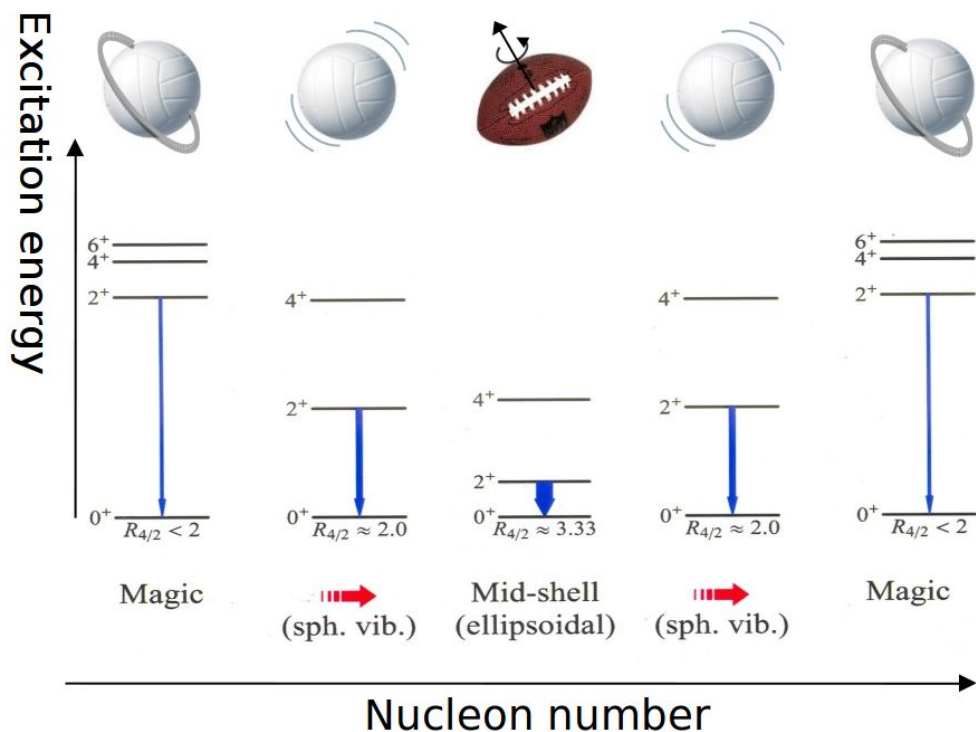 Excitation energy
6⁺
4⁺
2⁺
0⁺
R₄/₂ < 2
Magic
4⁺
2⁺
0⁺
R₄/₂ ≈ 2.0
(sph. vib.)
4⁺
2⁺
0⁺
R₄/₂ ≈ 3.33
Mid-shell
(ellipsoidal)
4⁺
2⁺
0⁺
R₄/₂ ≈ 2.0
(sph. vib.)
6⁺
4⁺
2⁺
0⁺
R₄/₂ < 2
Magic
Nucleon number